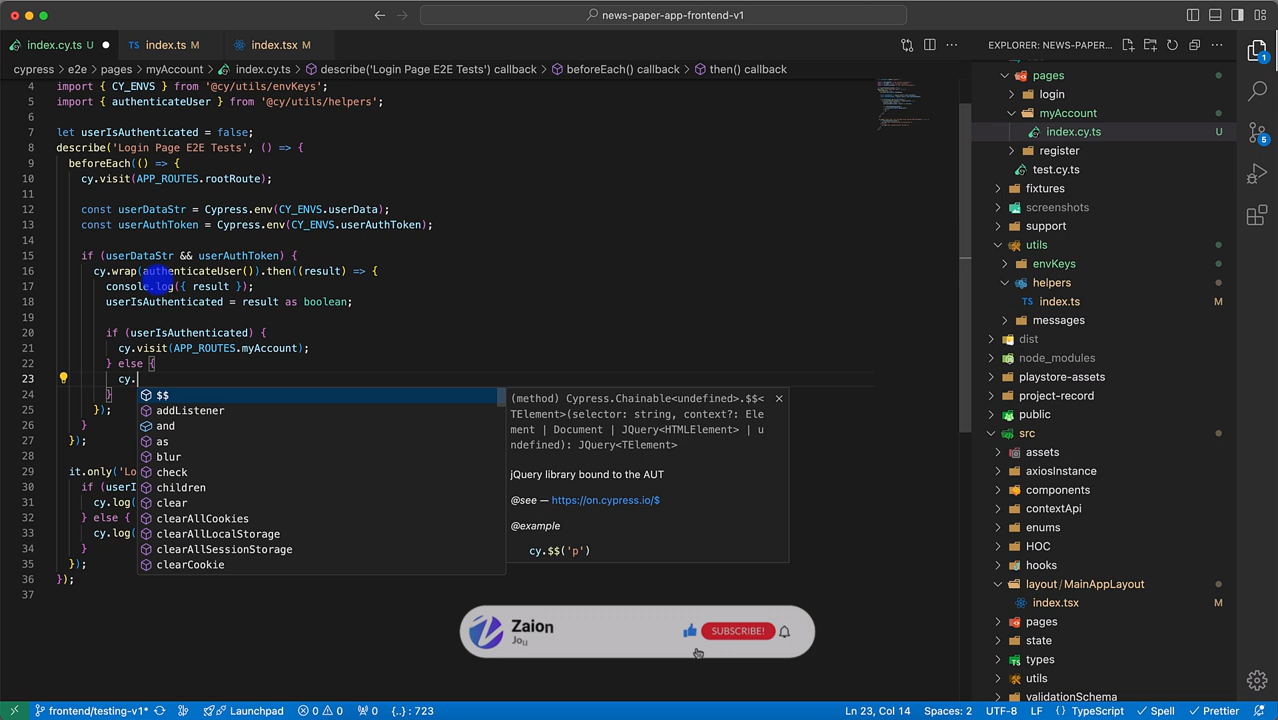 news-paper-app-frontend-v1
index.cy.ts U
TS index.ts M
index.tsx M
EXPLORER: NEWS-PAPER...
cypress > e2e > pages > myAccount > index.cy.ts > describe('Login Page E2E Tests') callback > beforeEach() callback > then() callback
4 import { CY_ENVS } from '@cy/utils/envKeys';
5 import { authenticateUser } from '@cy/utils/helpers';
6
7 let userIsAuthenticated = false;
8 describe('Login Page E2E Tests', () => {
9 beforeEach(() => {
10 cy.visit(APP_ROUTES.rootRoute);
11
12 const userDataStr = Cypress.env(CY_ENVS.userData);
13 const userAuthToken = Cypress.env(CY_ENVS.userAuthToken);
14
15 if (userDataStr && userAuthToken) {
16 cy.wrap(authenticateUser()).then((result) => {
17 console.log({ result });
18 userIsAuthenticated = result as boolean;
19
20 if (userIsAuthenticated) {
21 cy.visit(APP_ROUTES.myAccount);
22 } else {
23 cy.
24 }
25 });
26 }
27 });
28
29 it.only('Lo
30 if (userI
31 cy.log(
32 } else {
33 cy.log(
34 }
35 });
36 });
37
$$
addListener
and
as
blur
check
children
clear
clearAllCookies
clearAllLocalStorage
clearAllSessionStorage
clearCookie
(method) Cypress.Chainable<undefined>.$$<
TElement>(selector: string, context?: Ele
ment | Document | JQuery<HTMLElement> | u
ndefined): JQuery<TElement>
jQuery library bound to the AUT
@see — https://on.cypress.io/$
@example
cy.$$('p')
Zaion
Jou
SUBSCRIBE!
pages
login
myAccount
index.cy.ts U
register
test.cy.ts
fixtures
screenshots
support
utils
envKeys
helpers
TS index.ts M
messages
dist
node_modules
playstore-assets
project-record
public
src
assets
axiosInstance
components
contextApi
enums
HOC
hooks
layout / MainAppLayout
index.tsx M
pages
state
types
utils
validationSchema
1
5
frontend/testing-v1*
Launchpad
0
0
0
{..} : 723
Ln 23, Col 14
Spaces: 2
UTF-8
LF
{ } TypeScript
Spell
Prettier